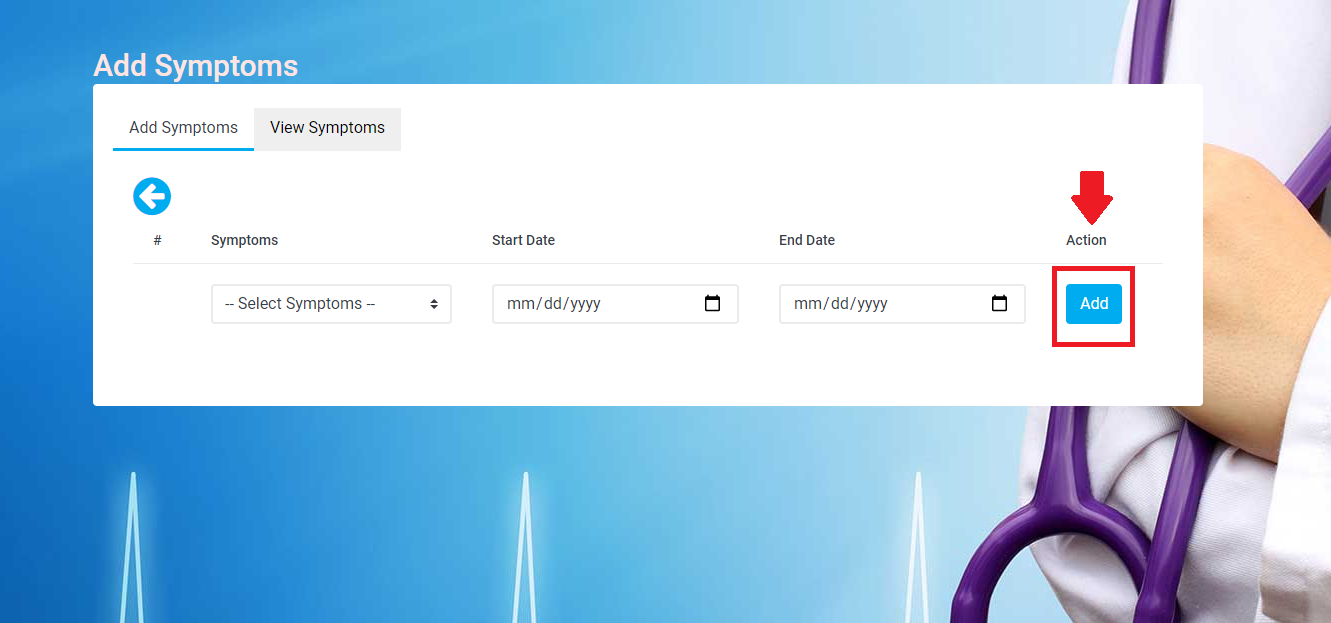 Add Symptoms
Add Symptoms View Symptoms
# Symptoms Start Date End Date Action
-- Select Symptoms -- mm/dd/yyyy mm/dd/yyyy Add